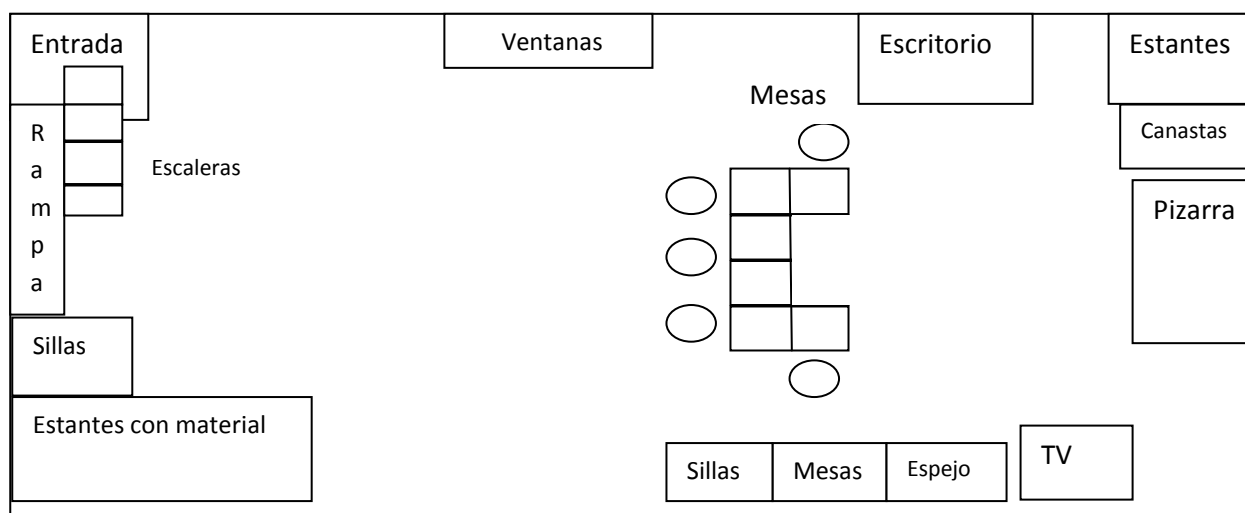 Entrada
Ventanas
Escritorio
Estantes
Mesas
Canastas
R
a
m
p
a
Escaleras
Pizarra
Sillas
Estantes con material
Sillas
Mesas
Espejo
TV